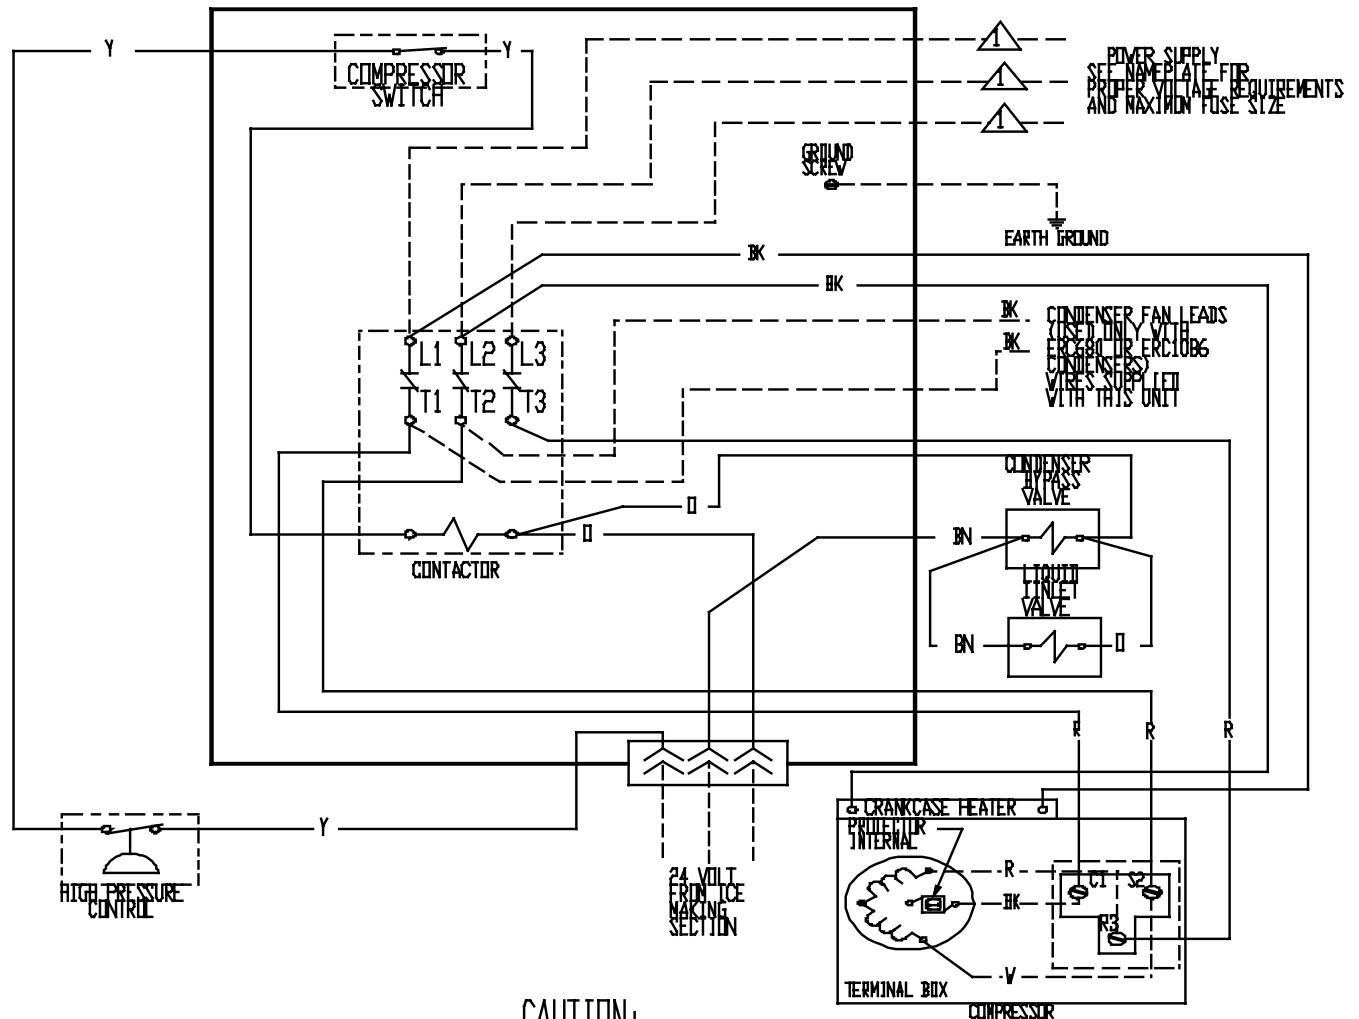 Y
Y
COMPRESSOR
SWITCH
1
1
1
POWER SUPPLY
SEE NAMEPLATE FOR
PROPER VOLTAGE REQUIREMENTS
AND MAXIMUM FUSE SIZE
GROUND
SCREW
EARTH GROUND
BK
BK
BK
BK
CONDENSER FAN LEADS
(USED ONLY WITH
ERC680 OR ERC1086
CONDENSERS)
WIRES SUPPLIED
WITH THIS UNIT
L1
L2
L3
T1
T2
T3
CONTACTOR
O
O
CONDENSER
BYPASS
VALVE
BN
LIQUID
INLET
VALVE
BN
O
R
R
R
CRANKCASE HEATER
PROTECTOR
INTERNAL
R
BK
W
C1
S2
R3
TERMINAL BOX
COMPRESSOR
Y
HIGH PRESSURE
CONTROL
24 VOLT
FROM ICE
MAKING
SECTION
CAUTION: